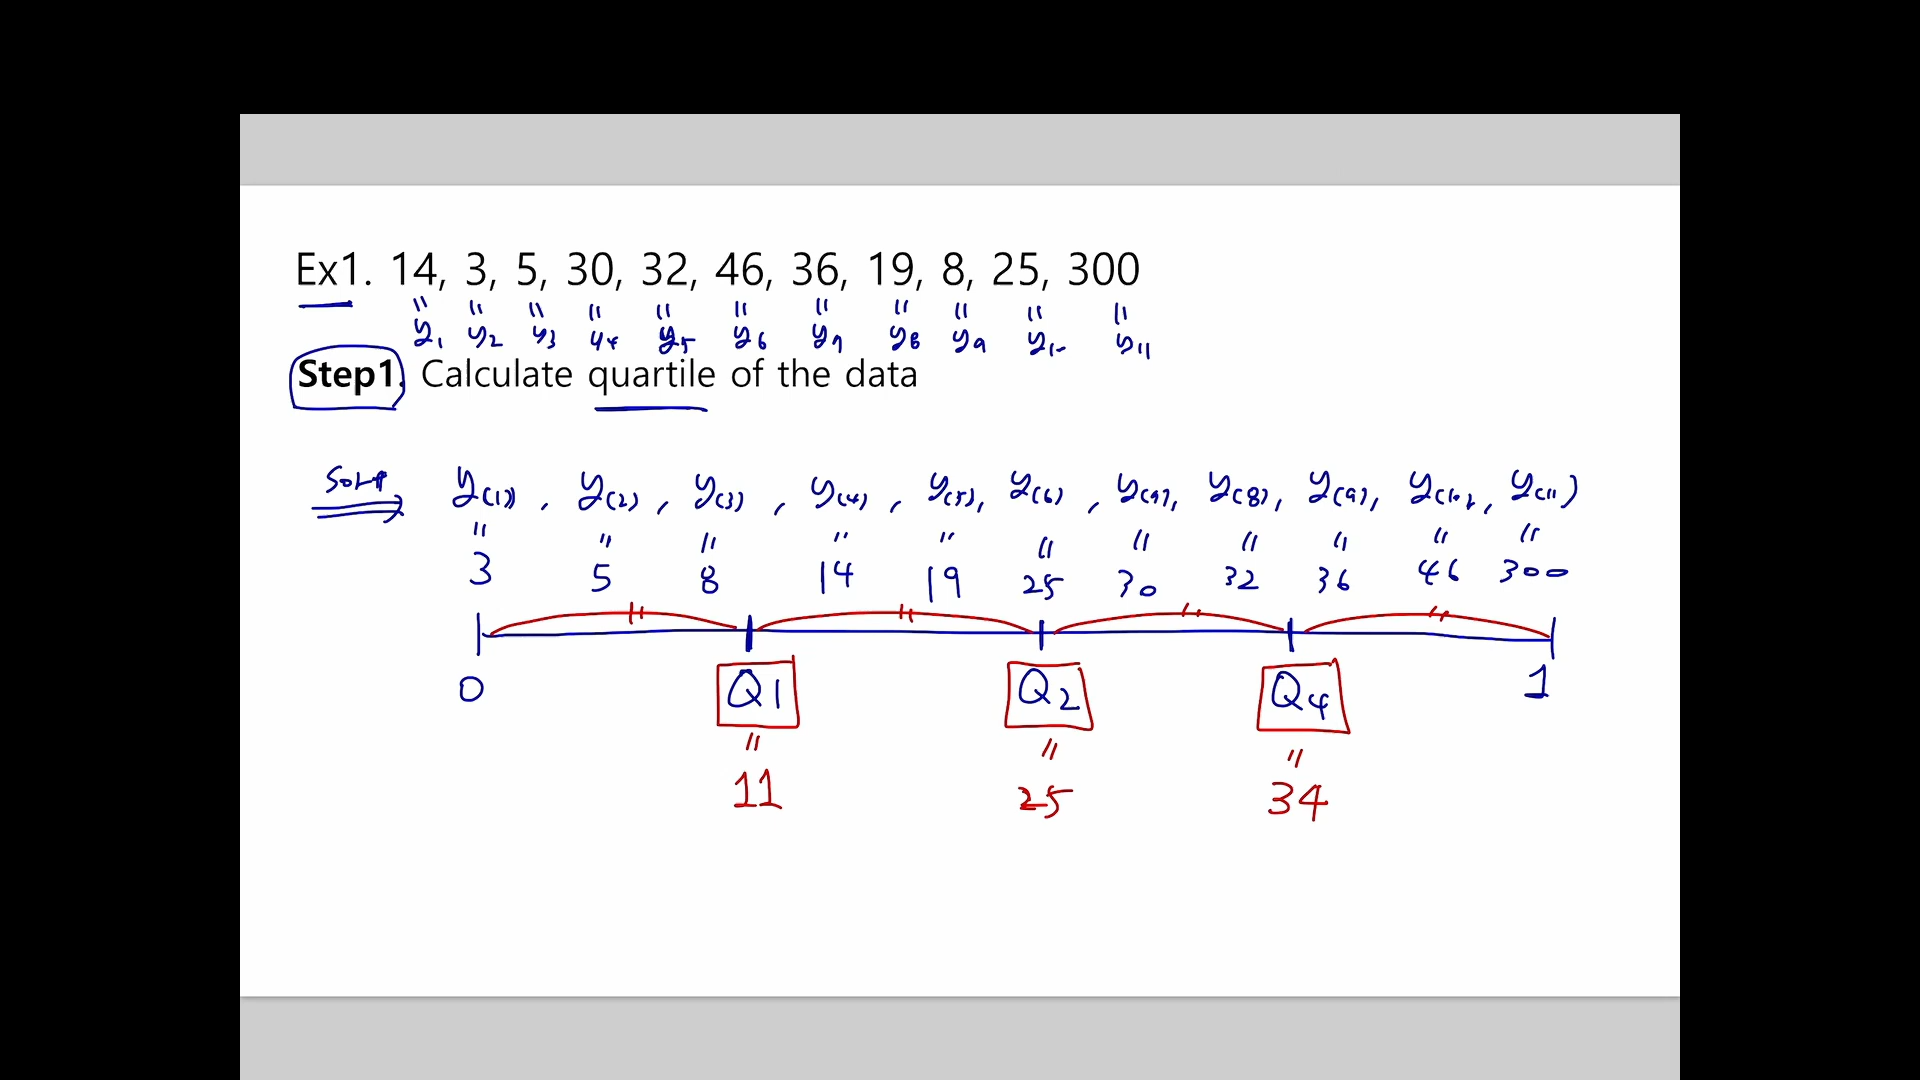 Ex1. 14, 3, 5, 30, 32, 46, 36, 19, 8, 25, 300
" " " " " " " " " " "
y1 y2 y3 y4 y5 y6 y7 y8 y9 y10 y11
Step1. Calculate quartile of the data
Sort y(1), y(2), y(3), y(4), y(5), y(6), y(7), y(8), y(9), y(10), y(11)
" " " " " " " " " " "
3 5 8 14 19 25 30 32 36 46 300
0 Q1 Q2 Q4 1
" " "
11 25 34